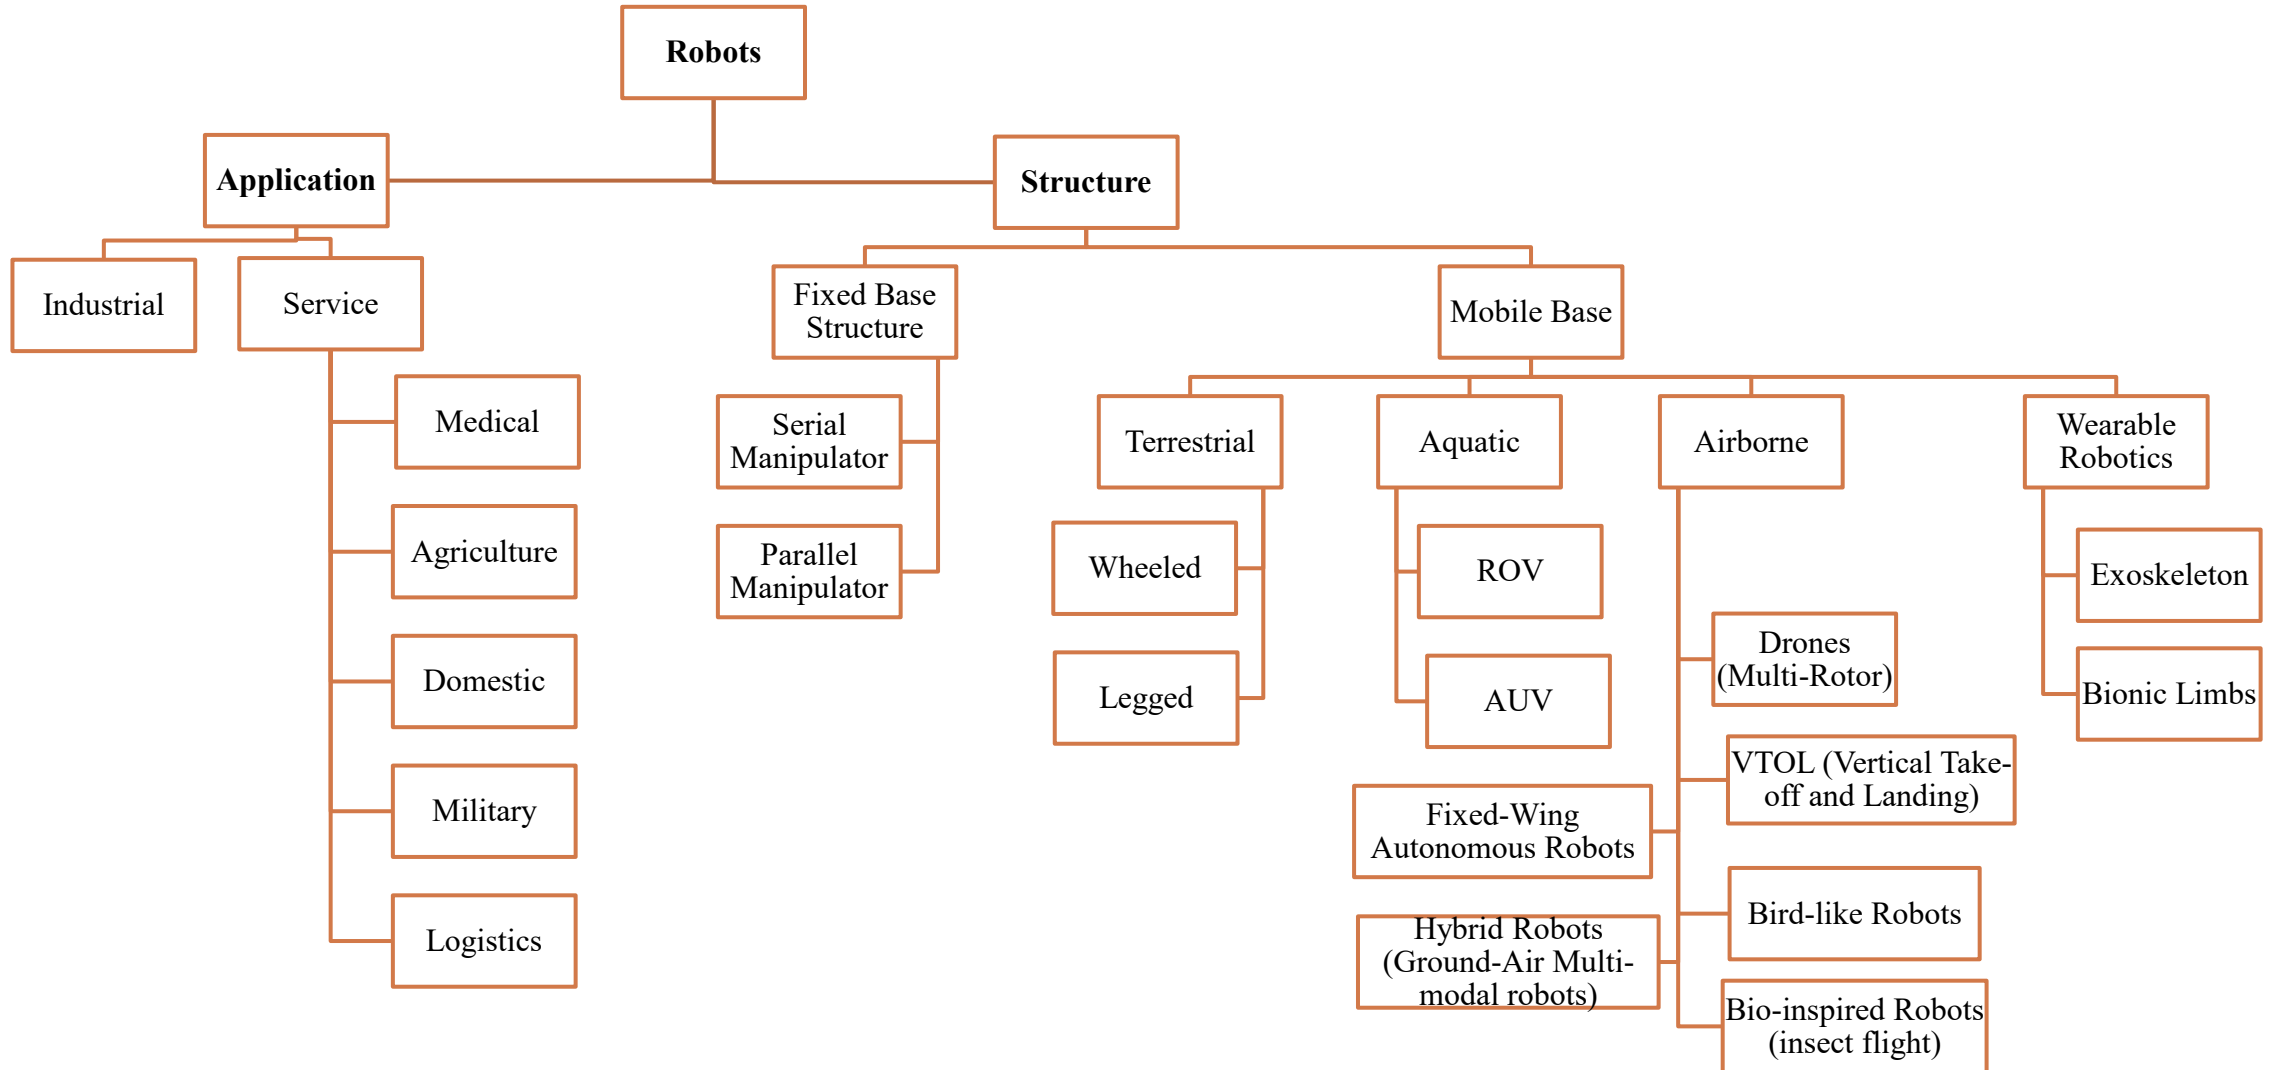 Robots
Application
Structure
Industrial
Service
Fixed Base
Structure
Mobile Base
Medical
Agriculture
Domestic
Military
Logistics
Serial
Manipulator
Parallel
Manipulator
Terrestrial
Aquatic
Airborne
Wearable
Robotics
Wheeled
Legged
ROV
AUV
Drones
(Multi-Rotor)
VTOL (Vertical Take-
off and Landing)
Fixed-Wing
Autonomous Robots
Bird-like Robots
Hybrid Robots
(Ground-Air Multi-
modal robots)
Bio-inspired Robots
(insect flight)
Exoskeleton
Bionic Limbs